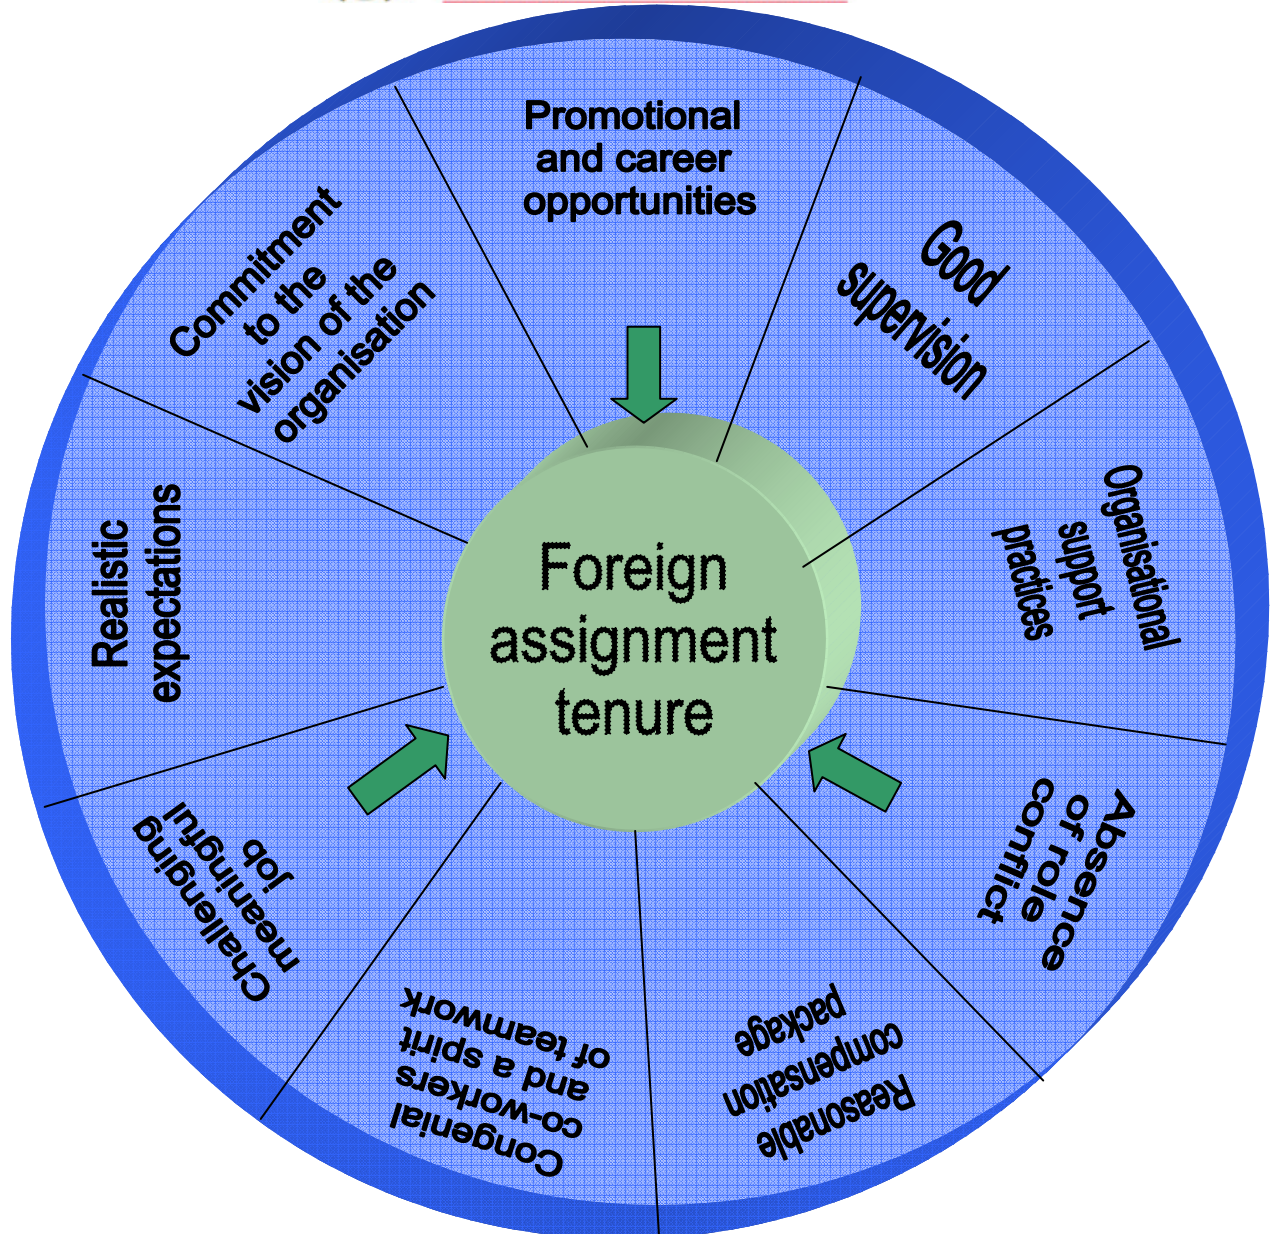 Promotional
and career
opportunities
Good
supervision
Organisational
support
practices
Absence
of role
conflict
Reasonable
compensation
package
Congenial
co-workers
and a spirit
of teamwork
Challenging
meaningful
job
Realistic
expectations
Commitment
to the
vision of the
organisation
Foreign
assignment
tenure